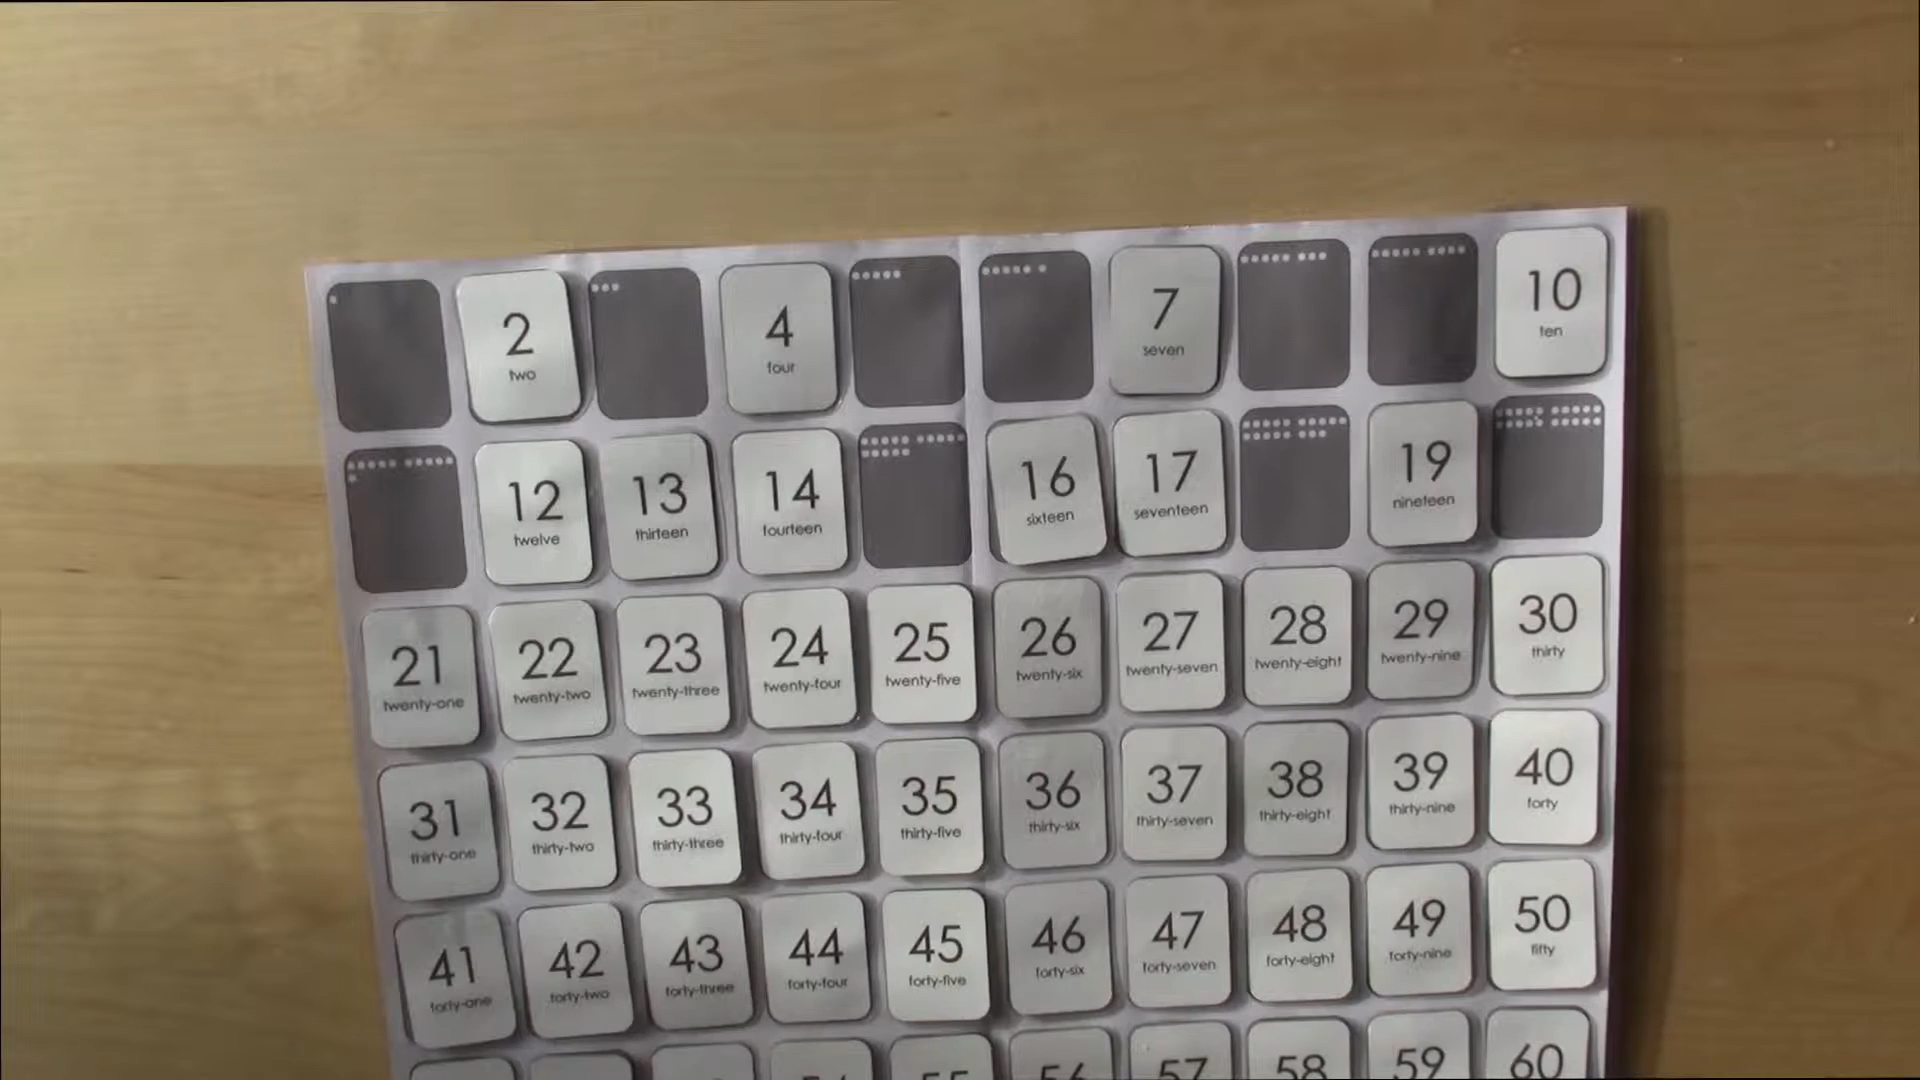 2
two
4
four
7
seven
10
ten
12
twelve
13
thirteen
14
fourteen
16
sixteen
17
seventeen
19
nineteen
21
twenty-one
22
twenty-two
23
twenty-three
24
twenty-four
25
twenty-five
26
twenty-six
27
twenty-seven
28
twenty-eight
29
twenty-nine
30
thirty
31
thirty-one
32
thirty-two
33
thirty-three
34
thirty-four
35
thirty-five
36
thirty-six
37
thirty-seven
38
thirty-eight
39
thirty-nine
40
forty
41
forty-one
42
forty-two
43
forty-three
44
forty-four
45
forty-five
46
forty-six
47
forty-seven
48
forty-eight
49
forty-nine
50
fifty
55
56
57
58
59
60